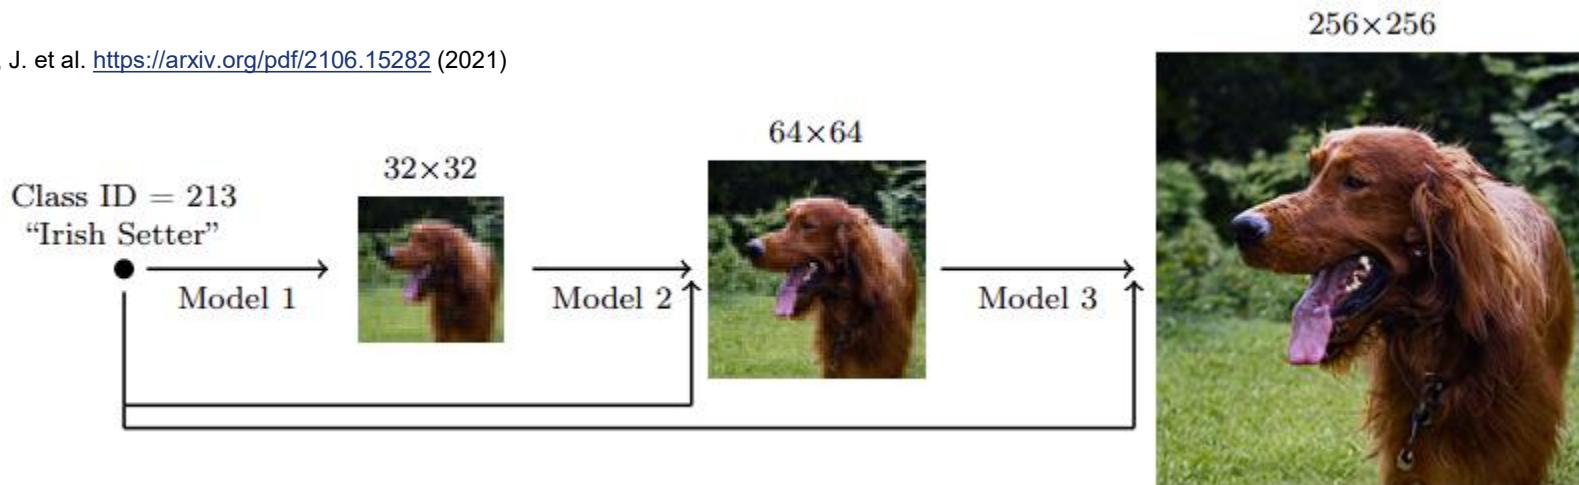 256×256
, J. et al. https://arxiv.org/pdf/2106.15282 (2021)
64×64
32×32
Class ID = 213
“Irish Setter”
Model 1
Model 2
Model 3